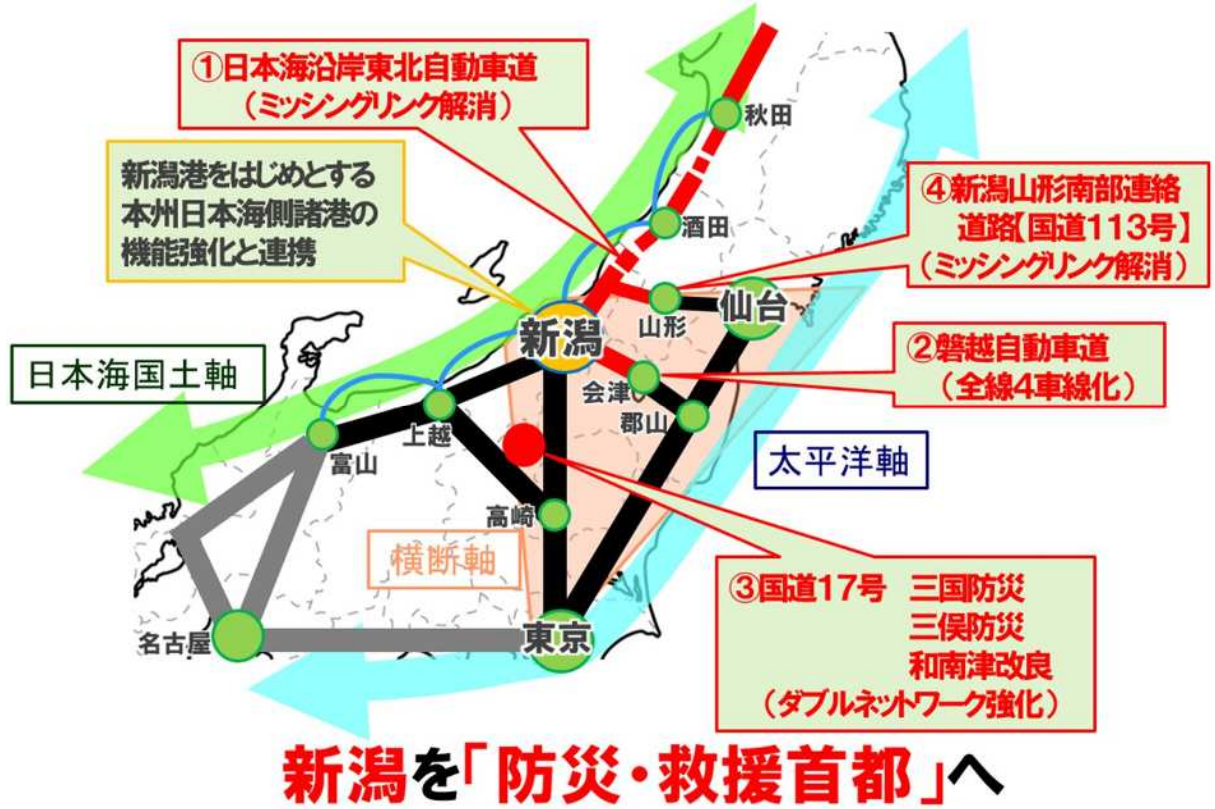 ①日本海沿岸東北自動車道
（ミッシングリンク解消）
秋田
新潟港をはじめとする
本州日本海側諸港の
機能強化と連携
④新潟山形南部連絡
道路【国道113号】
（ミッシングリンク解消）
酒田
仙台
山形
新潟
日本海国土軸
②磐越自動車道
（全線4車線化）
会津
郡山
上越
富山
太平洋軸
高崎
横断軸
③国道17号 三国防災
三俣防災
和南津改良
（ダブルネットワーク強化）
名古屋
東京
新潟を「防災・救援首都」へ